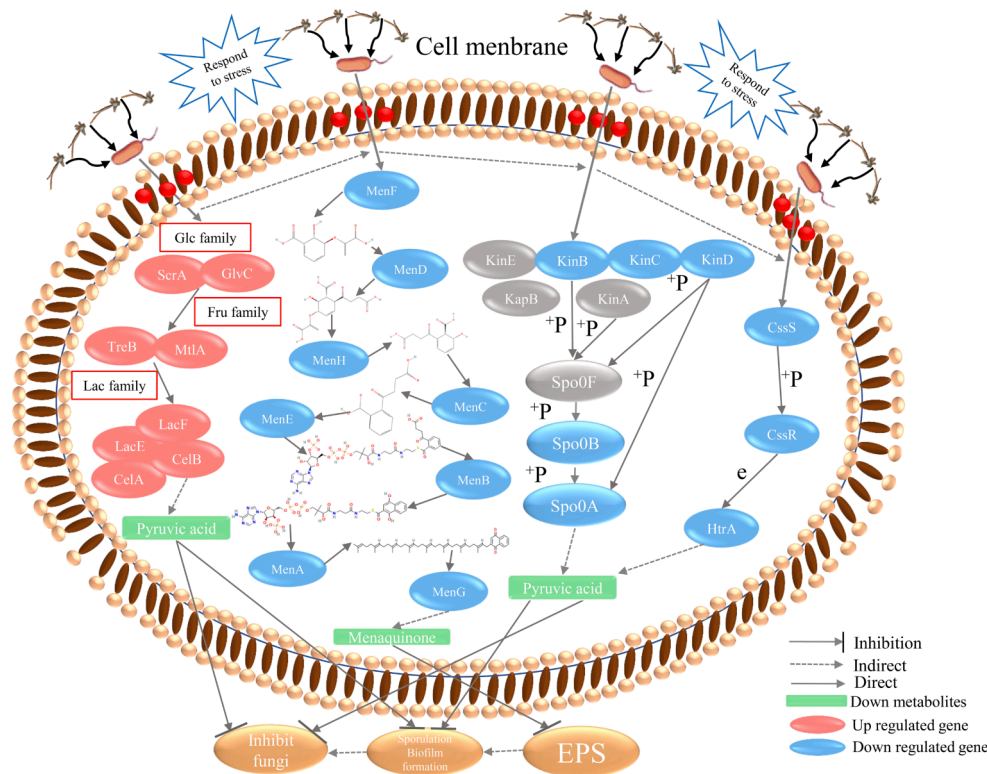 Cell menbrane
Respond
to stress
Respond
to stress
MenF
Glc family
ScrA
GlvC
MenD
KinE
KinB
KinC
KinD
+P
KapB
KinA
Fru family
+P
+P
CssS
TreB
MtlA
MenH
Spo0F
+P
+P
Lac family
MenC
+P
LacF
MenE
LacE
CelB
Spo0B
CssR
CelA
MenB
+P
e
Spo0A
Pyruvic acid
HtrA
MenA
MenG
Pyruvic acid
Menaquinone
Inhibition
Indirect
Direct
Down metabolites
Up regulated gene
Down regulated gene
Inhibit
fungi
Sporulation
Biofilm
formation
EPS